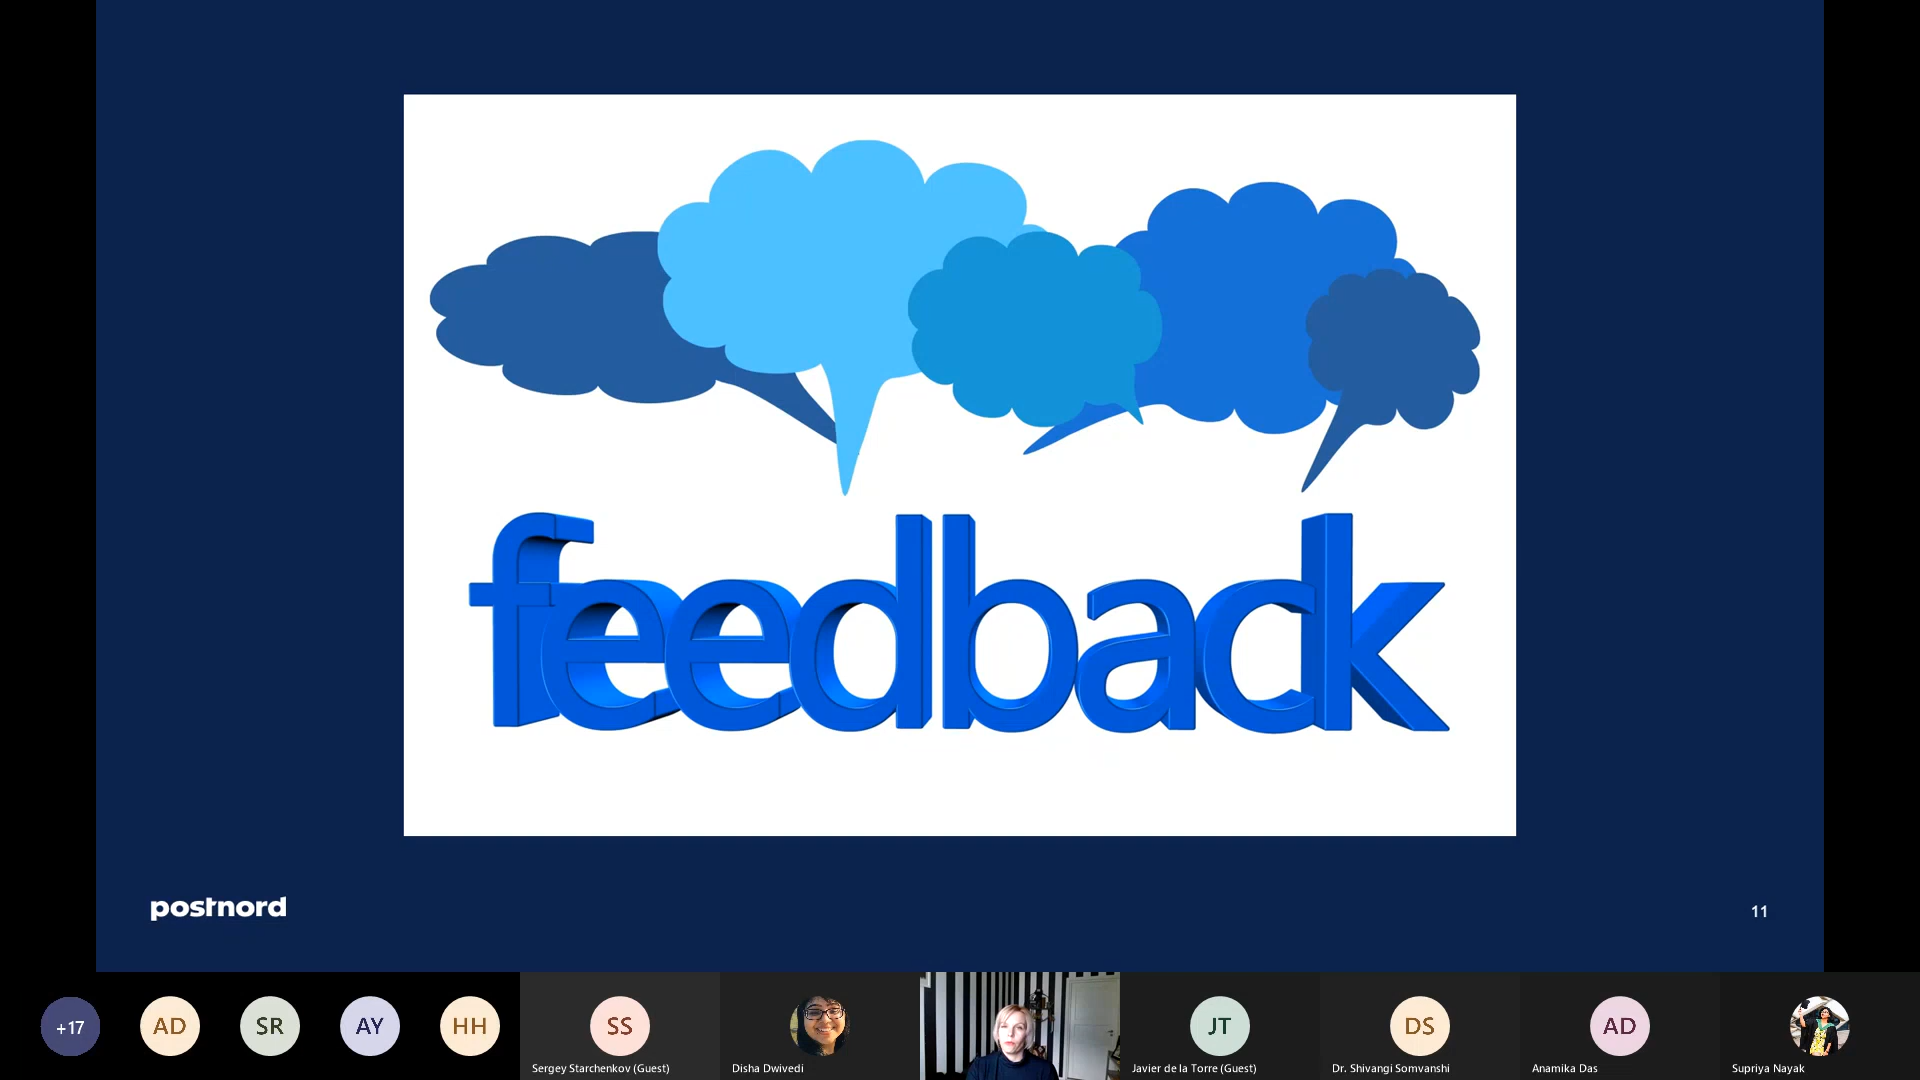 feedback
postnord
11
+17
AD
SR
AY
HH
SS
JT
DS
AD
Sergey Starchenkov (Guest)
Disha Dwivedi
Javier de la Torre (Guest)
Dr. Shivangi Somvanshi
Anamika Das
Supriya Nayak